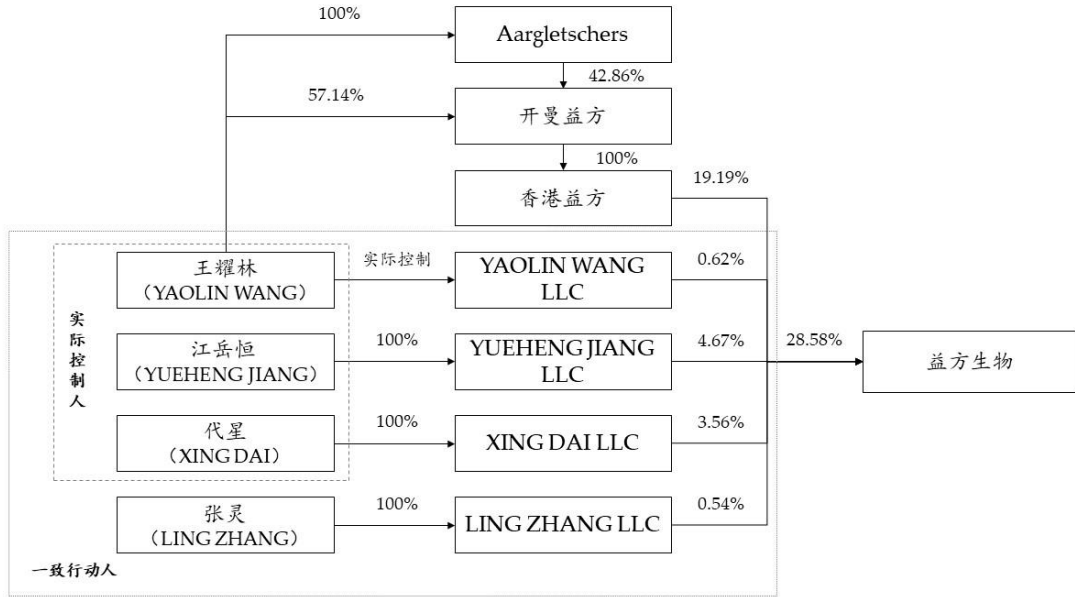 100%
Aargletschers
42.86%
57.14%
开曼益方
100%
19.19%
香港益方
王耀林
（YAOLIN WANG）
实际控制
YAOLIN WANG
LLC
0.62%
实际控制人
江岳恒
（YUEHENG JIANG）
100%
YUEHENG JIANG
LLC
4.67%
28.58%
益方生物
代星
（XING DAI）
100%
XING DAI LLC
3.56%
张灵
（LING ZHANG）
100%
LING ZHANG LLC
0.54%
一致行动人